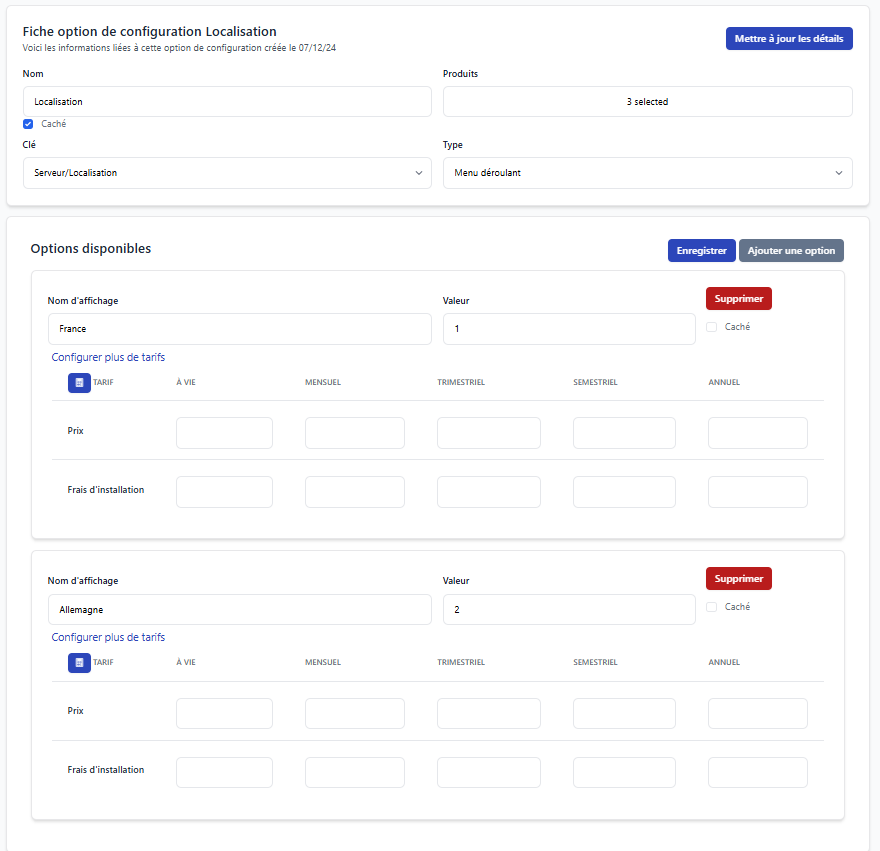 Fiche option de configuration Localisation
Voici les informations liées à cette option de configuration créée le 07/12/24
Mettre à jour les détails
Nom
Produits
Localisation
3 selected
Caché
Clé
Type
Serveur/Localisation
Menu déroulant
Options disponibles
Enregistrer
Ajouter une option
Nom d'affichage
Valeur
Supprimer
France
1
Caché
Configurer plus de tarifs
TARIF À VIE MENSUEL TRIMESTRIEL SEMESTRIEL ANNUEL
Prix
Frais d'installation
Nom d'affichage
Valeur
Supprimer
Allemagne
2
Caché
Configurer plus de tarifs
TARIF À VIE MENSUEL TRIMESTRIEL SEMESTRIEL ANNUEL
Prix
Frais d'installation